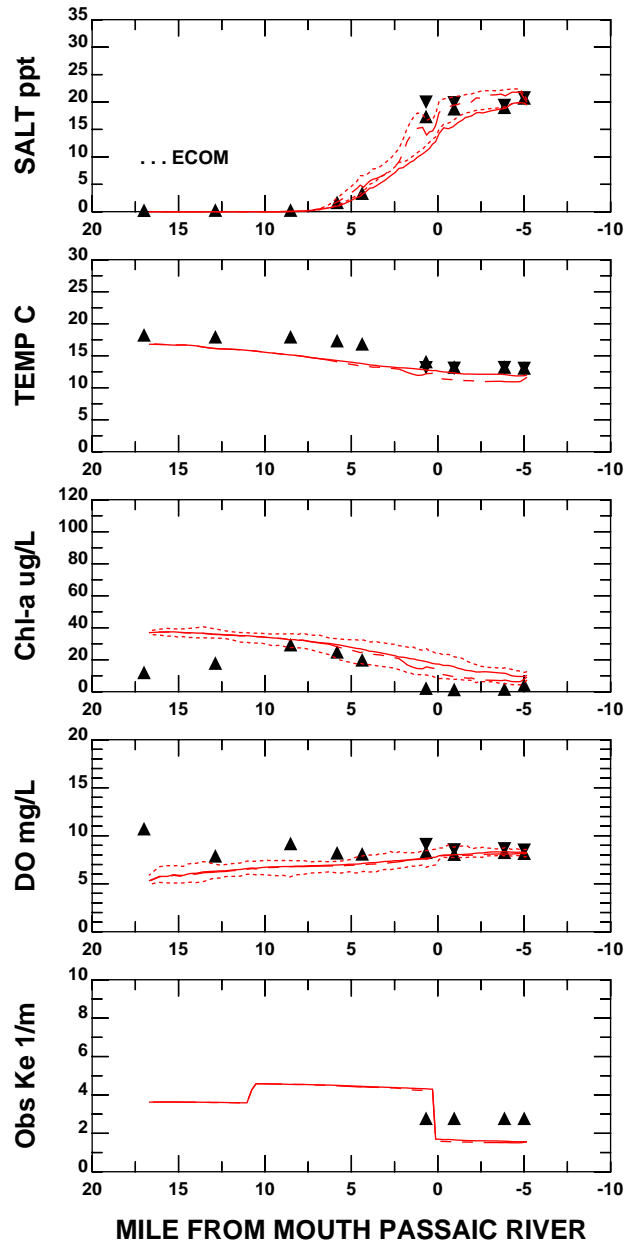 SALT ppt
35
30
25
20
15
10
5
0
. . . ECOM
20 15 10 5 0 -5 -10
TEMP C
30
25
20
15
10
5
0
20 15 10 5 0 -5 -10
Chl-a ug/L
120
100
80
60
40
20
0
20 15 10 5 0 -5 -10
DO mg/L
20
15
10
5
0
20 15 10 5 0 -5 -10
Obs Ke 1/m
10
8
6
4
2
0
20 15 10 5 0 -5 -10
MILE FROM MOUTH PASSAIC RIVER